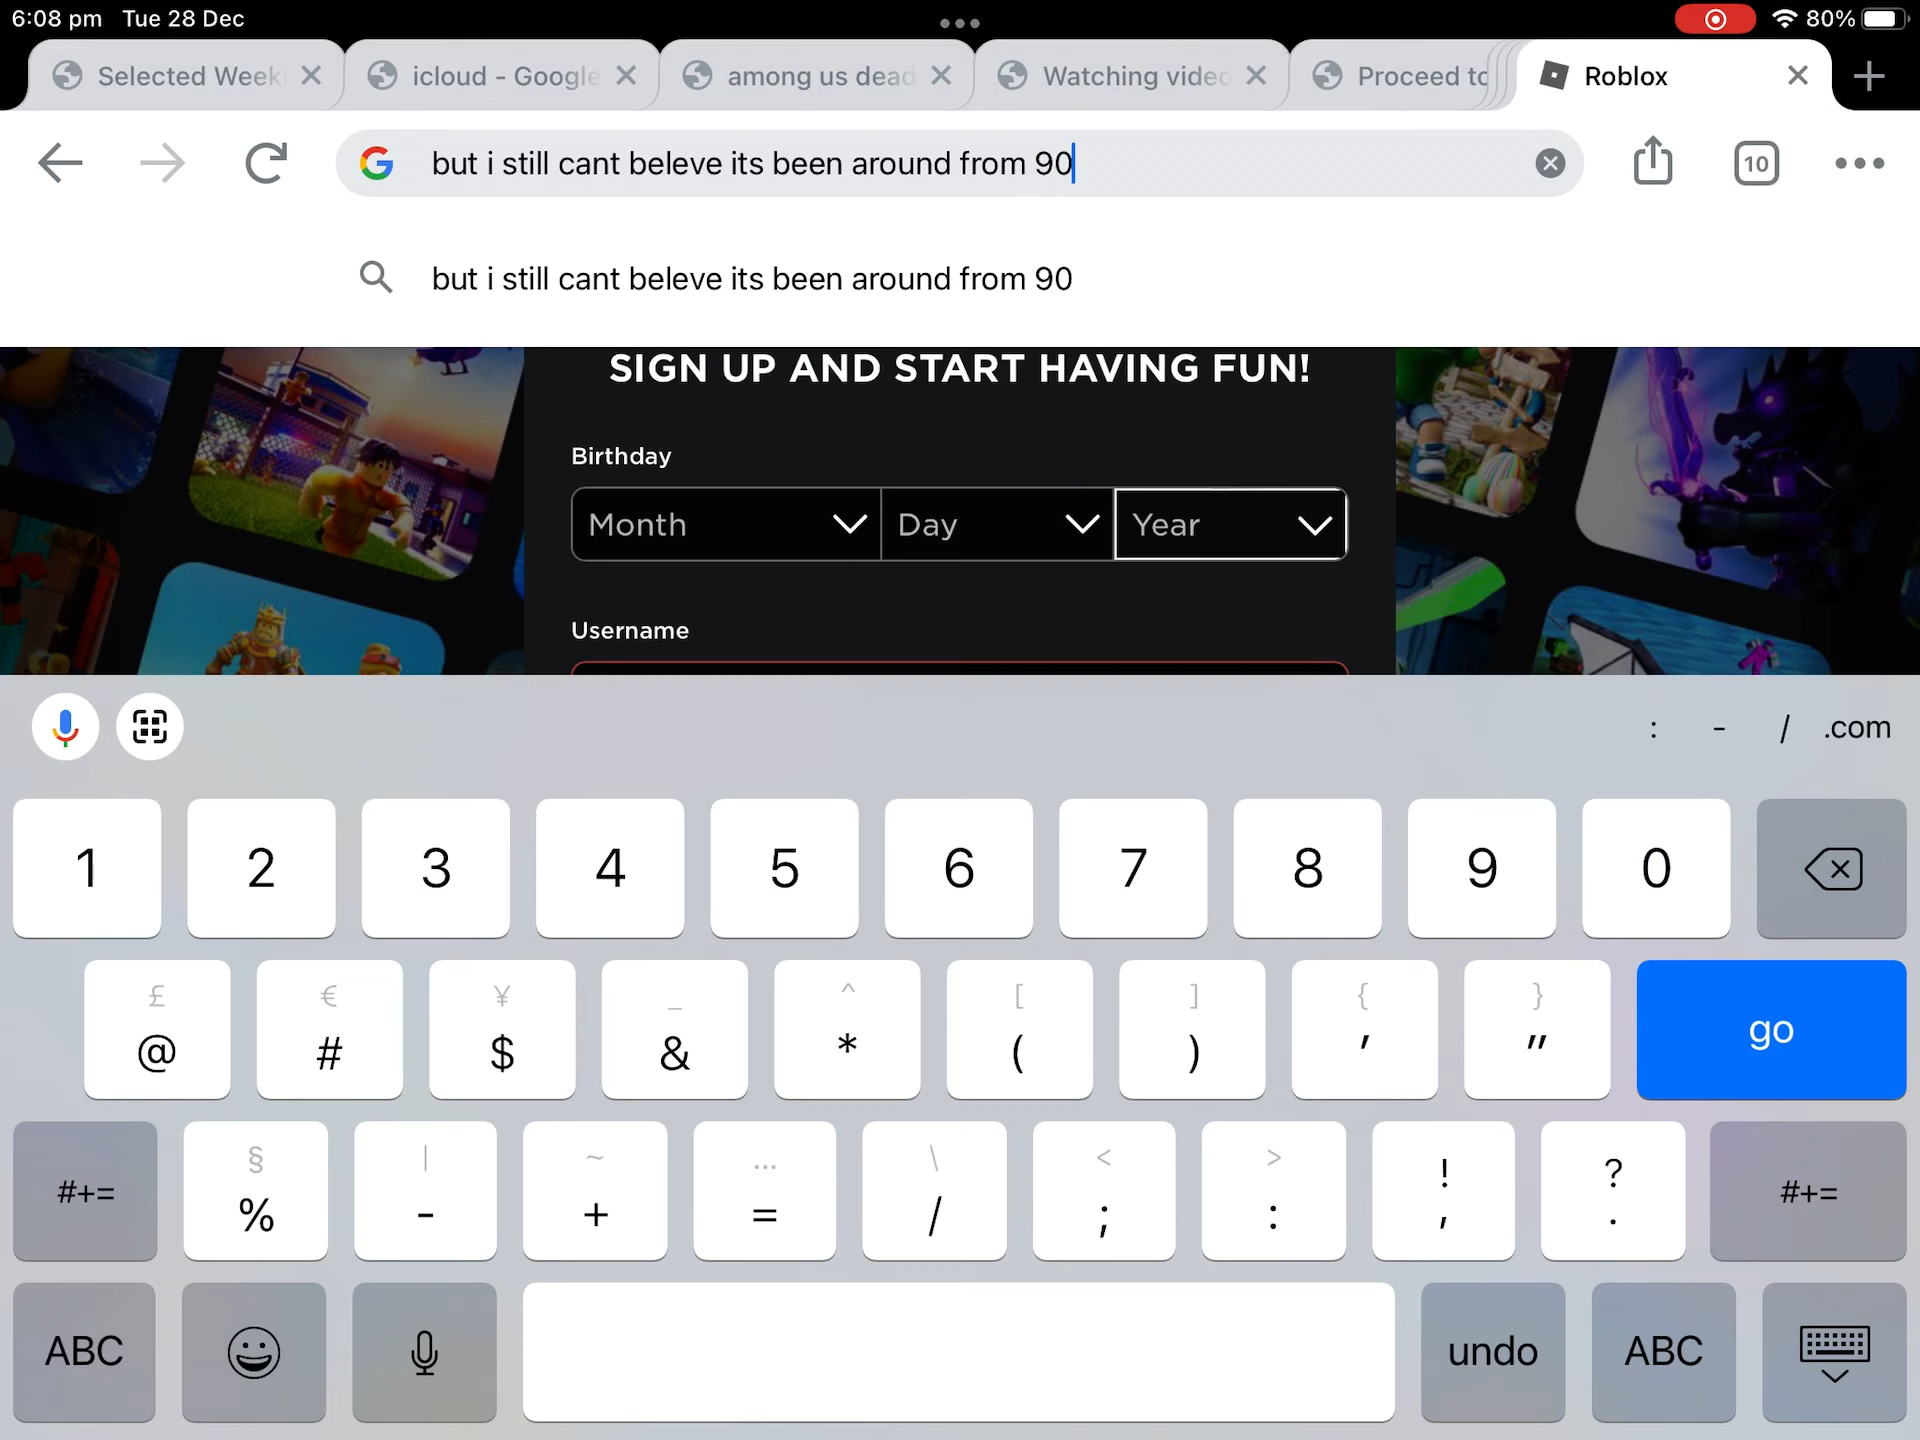 6:08 pm Tue 28 Dec 80%
Selected Week icloud - Google among us dead Watching video Proceed to Roblox
but i still cant beleve its been around from 90 10
but i still cant beleve its been around from 90
SIGN UP AND START HAVING FUN!
Birthday
Month Day Year
Username
: - / .com
1 2 3 4 5 6 7 8 9 0
£ € ¥ _ ^ [ ] { }
@ # $ & * ( ) ' " go
§ | ~ ... \ < > ! ?
#+= % - + = / ; : , . #+=
ABC undo ABC